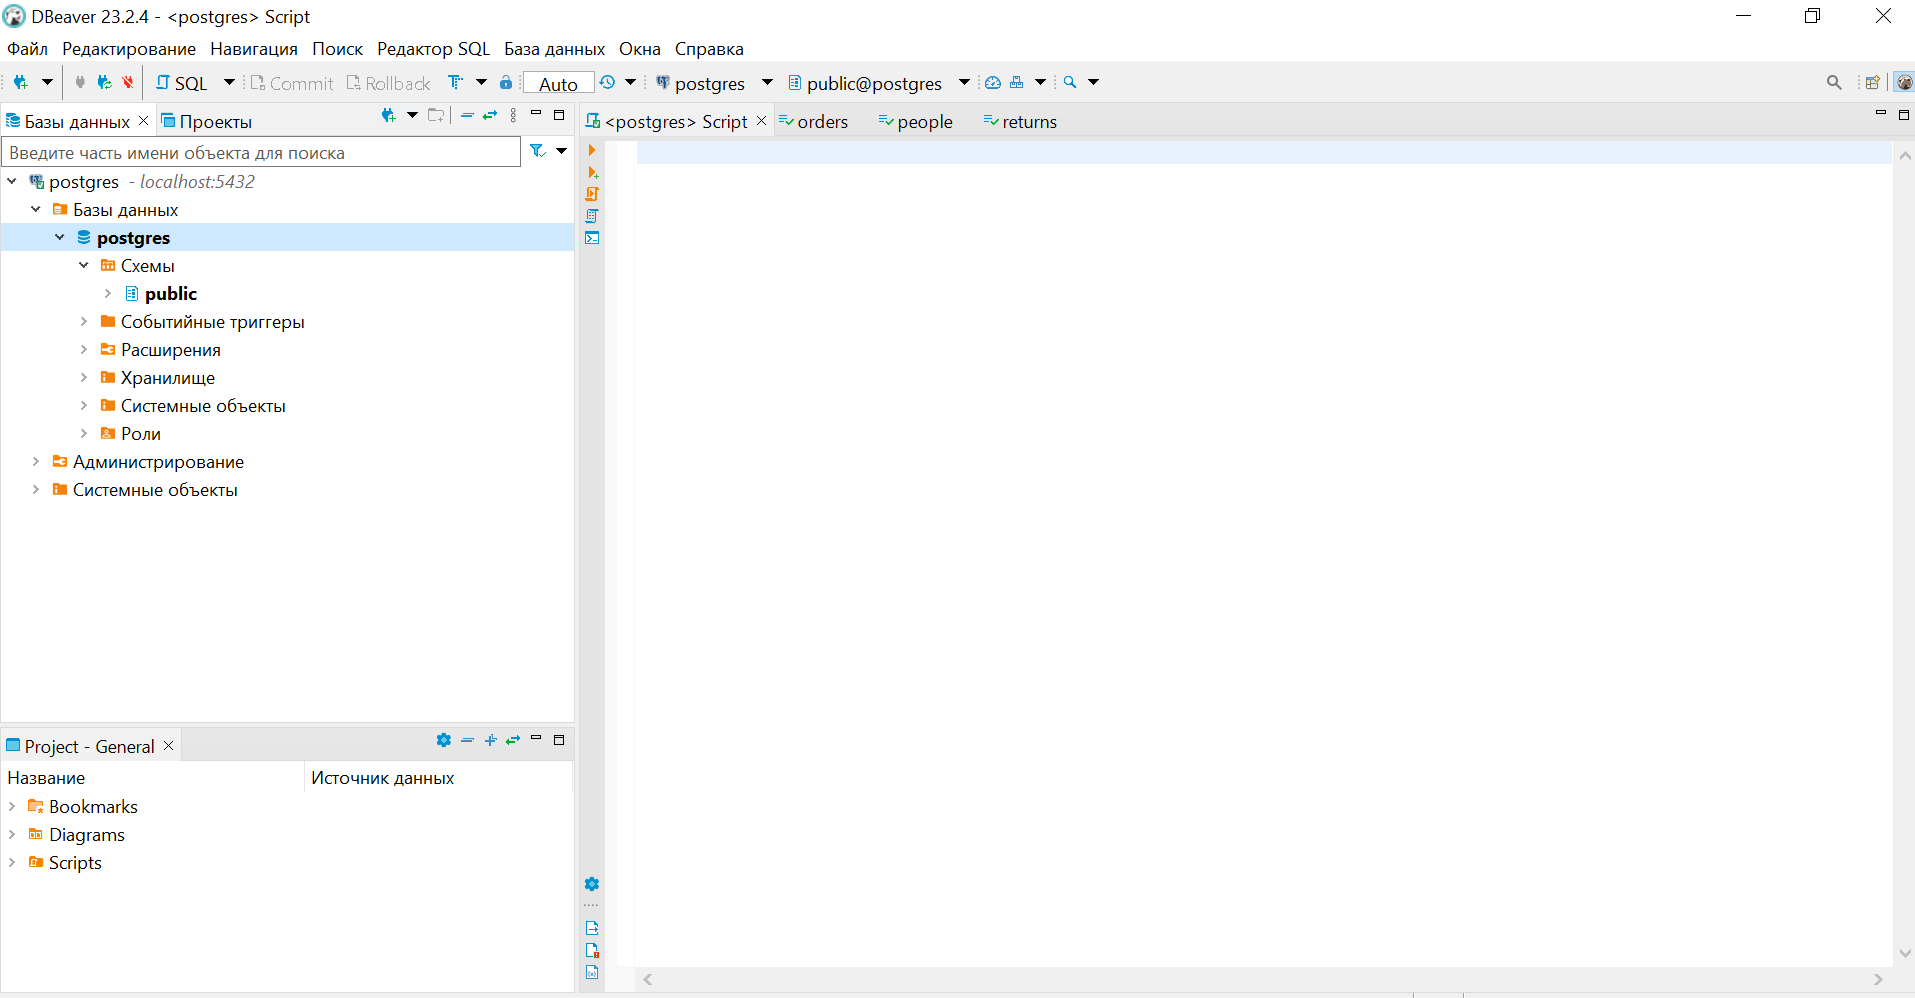 DBeaver 23.2.4 - <postgres> Script
Файл Редактирование Навигация Поиск Редактор SQL База данных Окна Справка
SQL Commit Rollback Auto postgres public@postgres
Базы данных Проекты
Введите часть имени объекта для поиска
postgres - localhost:5432
Базы данных
postgres
Схемы
public
Событийные триггеры
Расширения
Хранилище
Системные объекты
Роли
Администрирование
Системные объекты
<postgres> Script orders people returns
Project - General
Название Источник данных
Bookmarks
Diagrams
Scripts